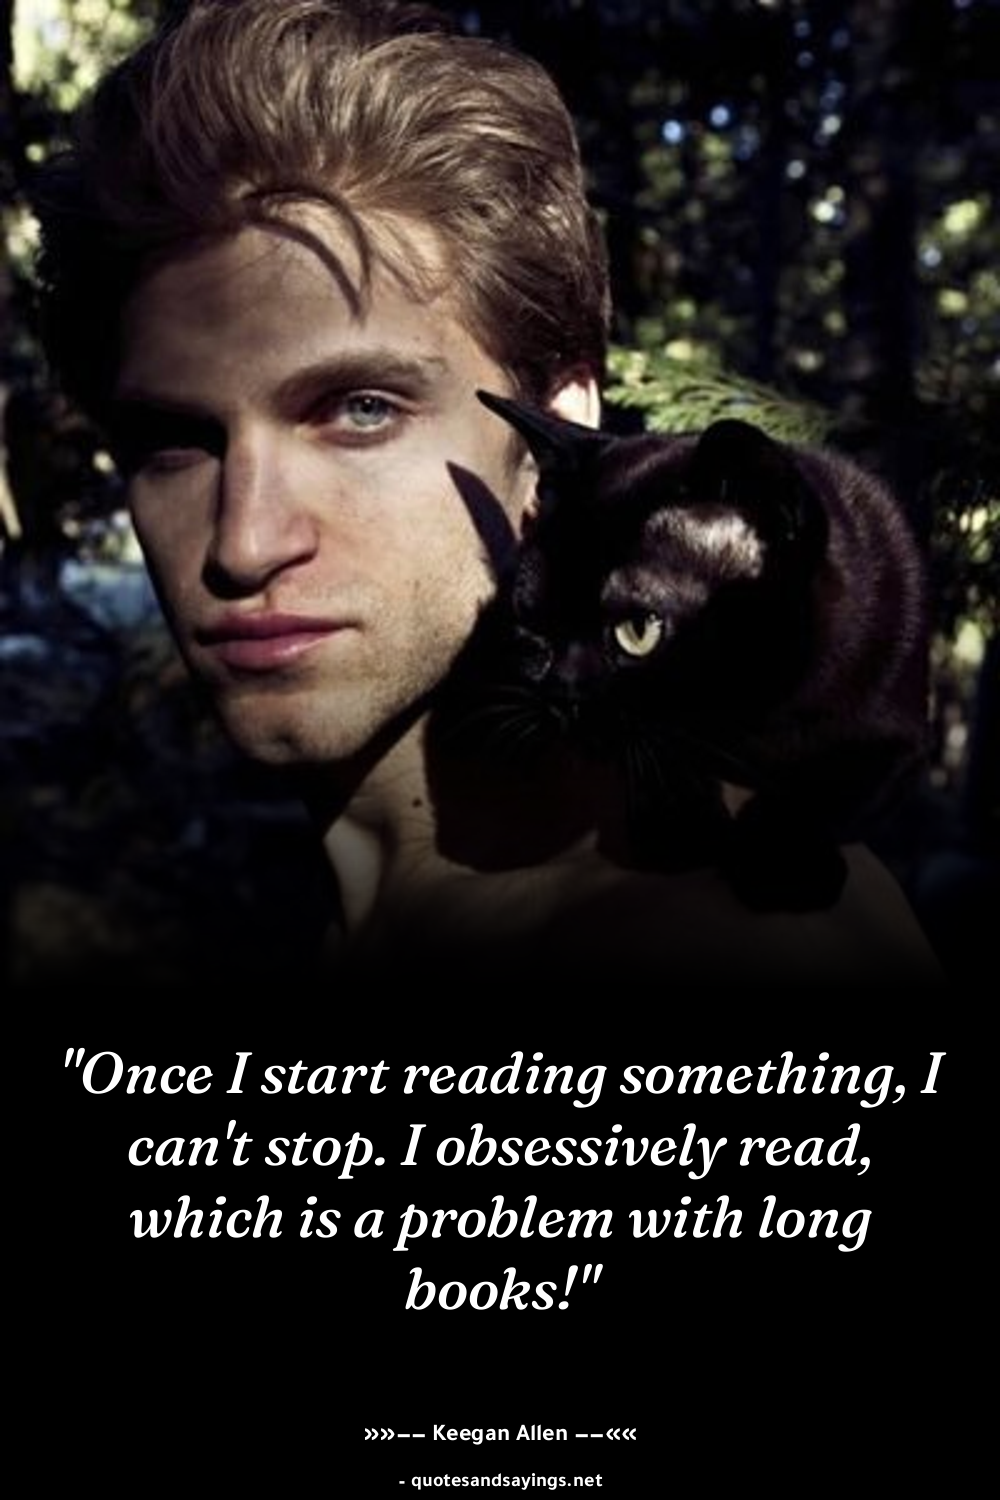 "Once I start reading something, I
can't stop. I obsessively read,
which is a problem with long
books!"
»»−− Keegan Allen −−««
- quotesandsayings.net